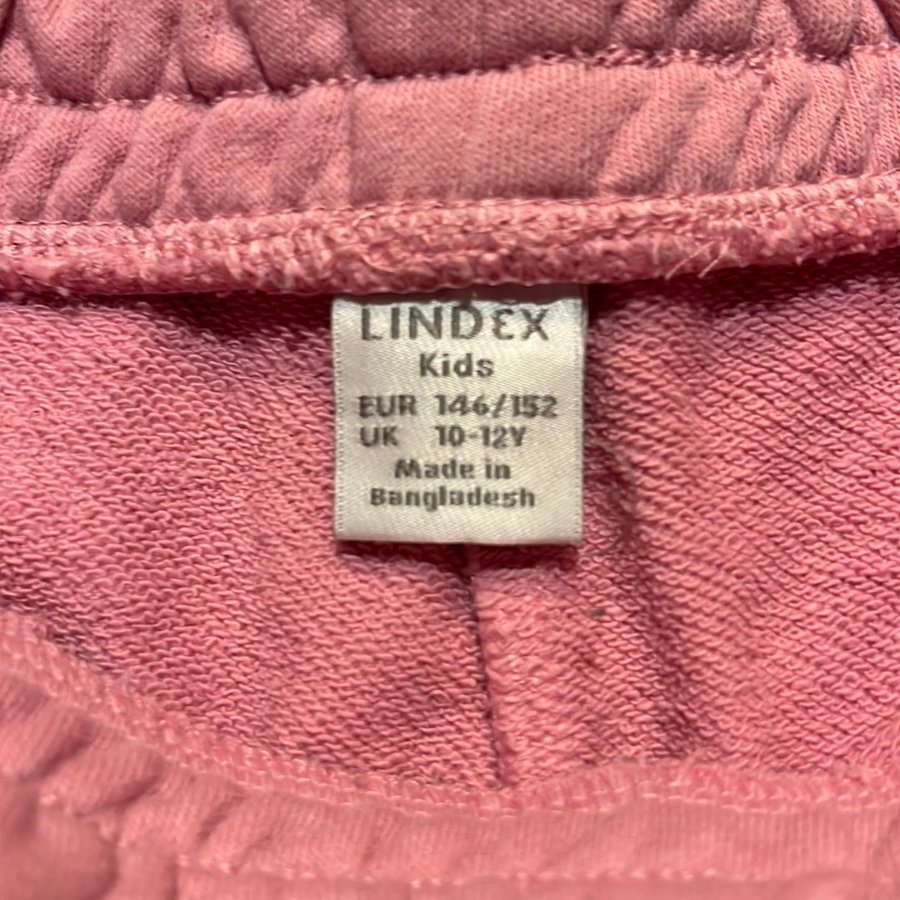 LINDEX
Kids
EUR 146/152
UK 10-12Y
Made in
Bangladesh